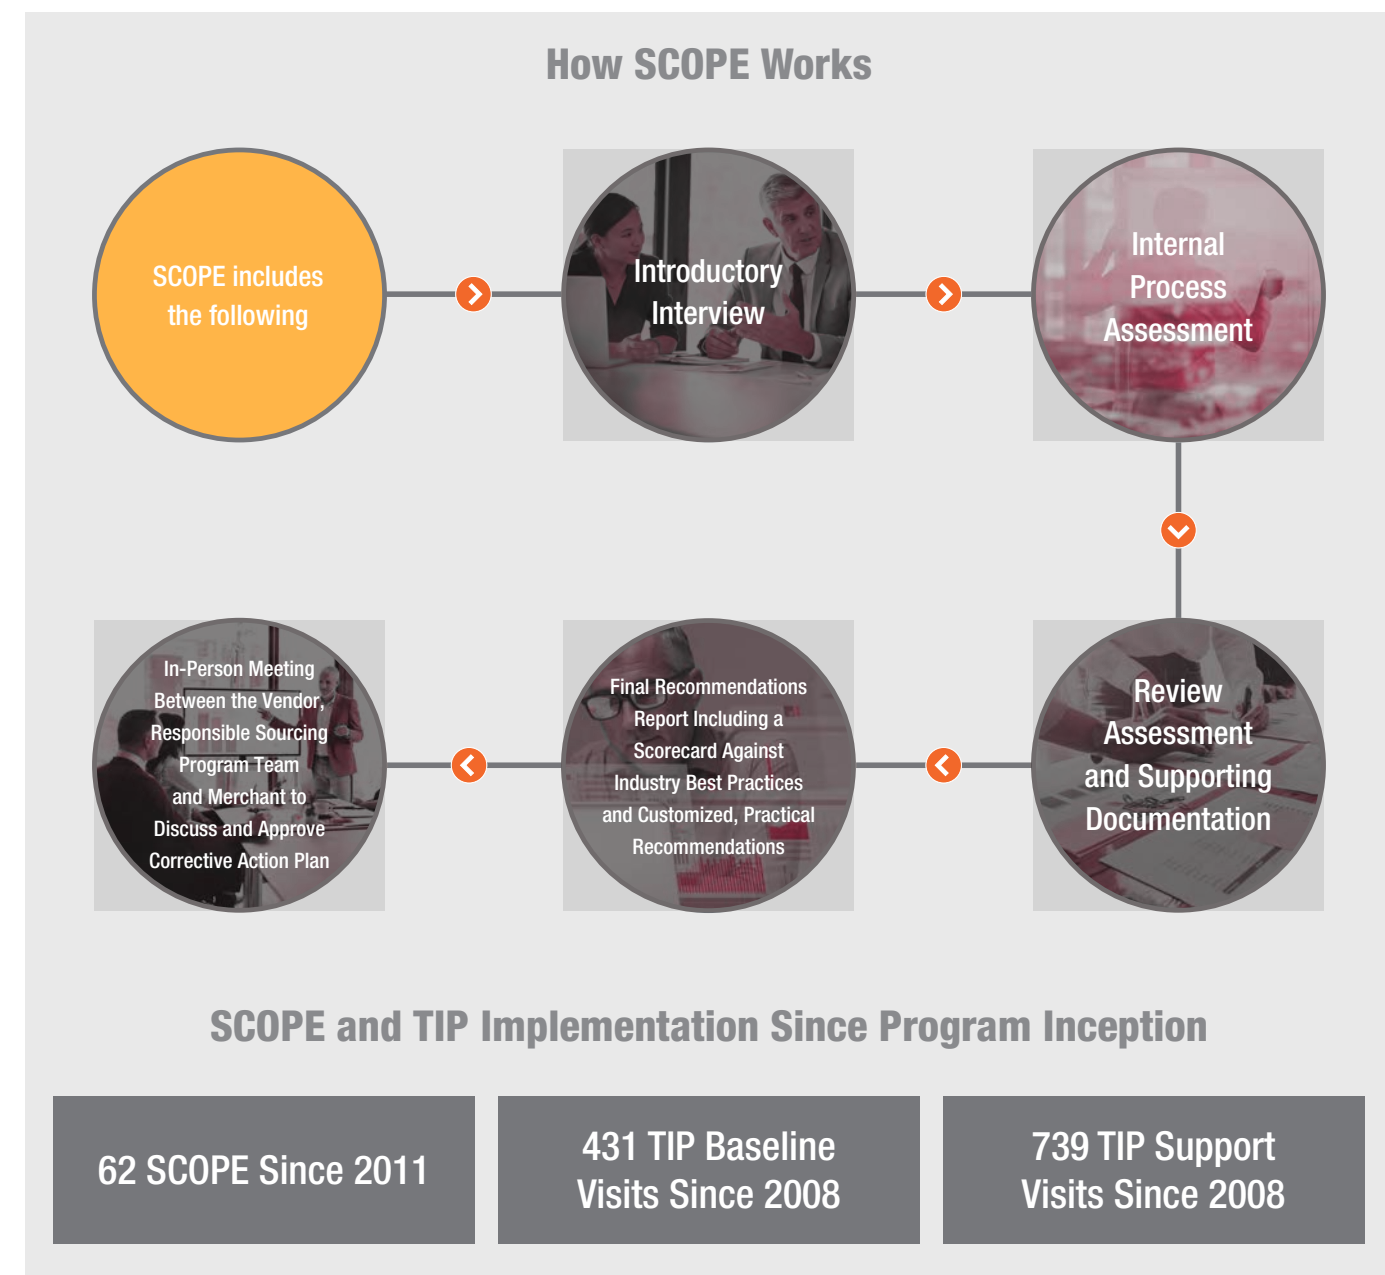 How SCOPE Works
SCOPE includes
the following
Introductory
Interview
Internal
Process
Assessment
Review
Assessment
and Supporting
Documentation
Final Recommendations
Report Including a
Scorecard Against
Industry Best Practices
and Customized, Practical
Recommendations
In-Person Meeting
Between the Vendor,
Responsible Sourcing
Program Team
and Merchant to
Discuss and Approve
Corrective Action Plan
SCOPE and TIP Implementation Since Program Inception
62 SCOPE Since 2011
431 TIP Baseline
Visits Since 2008
739 TIP Support
Visits Since 2008